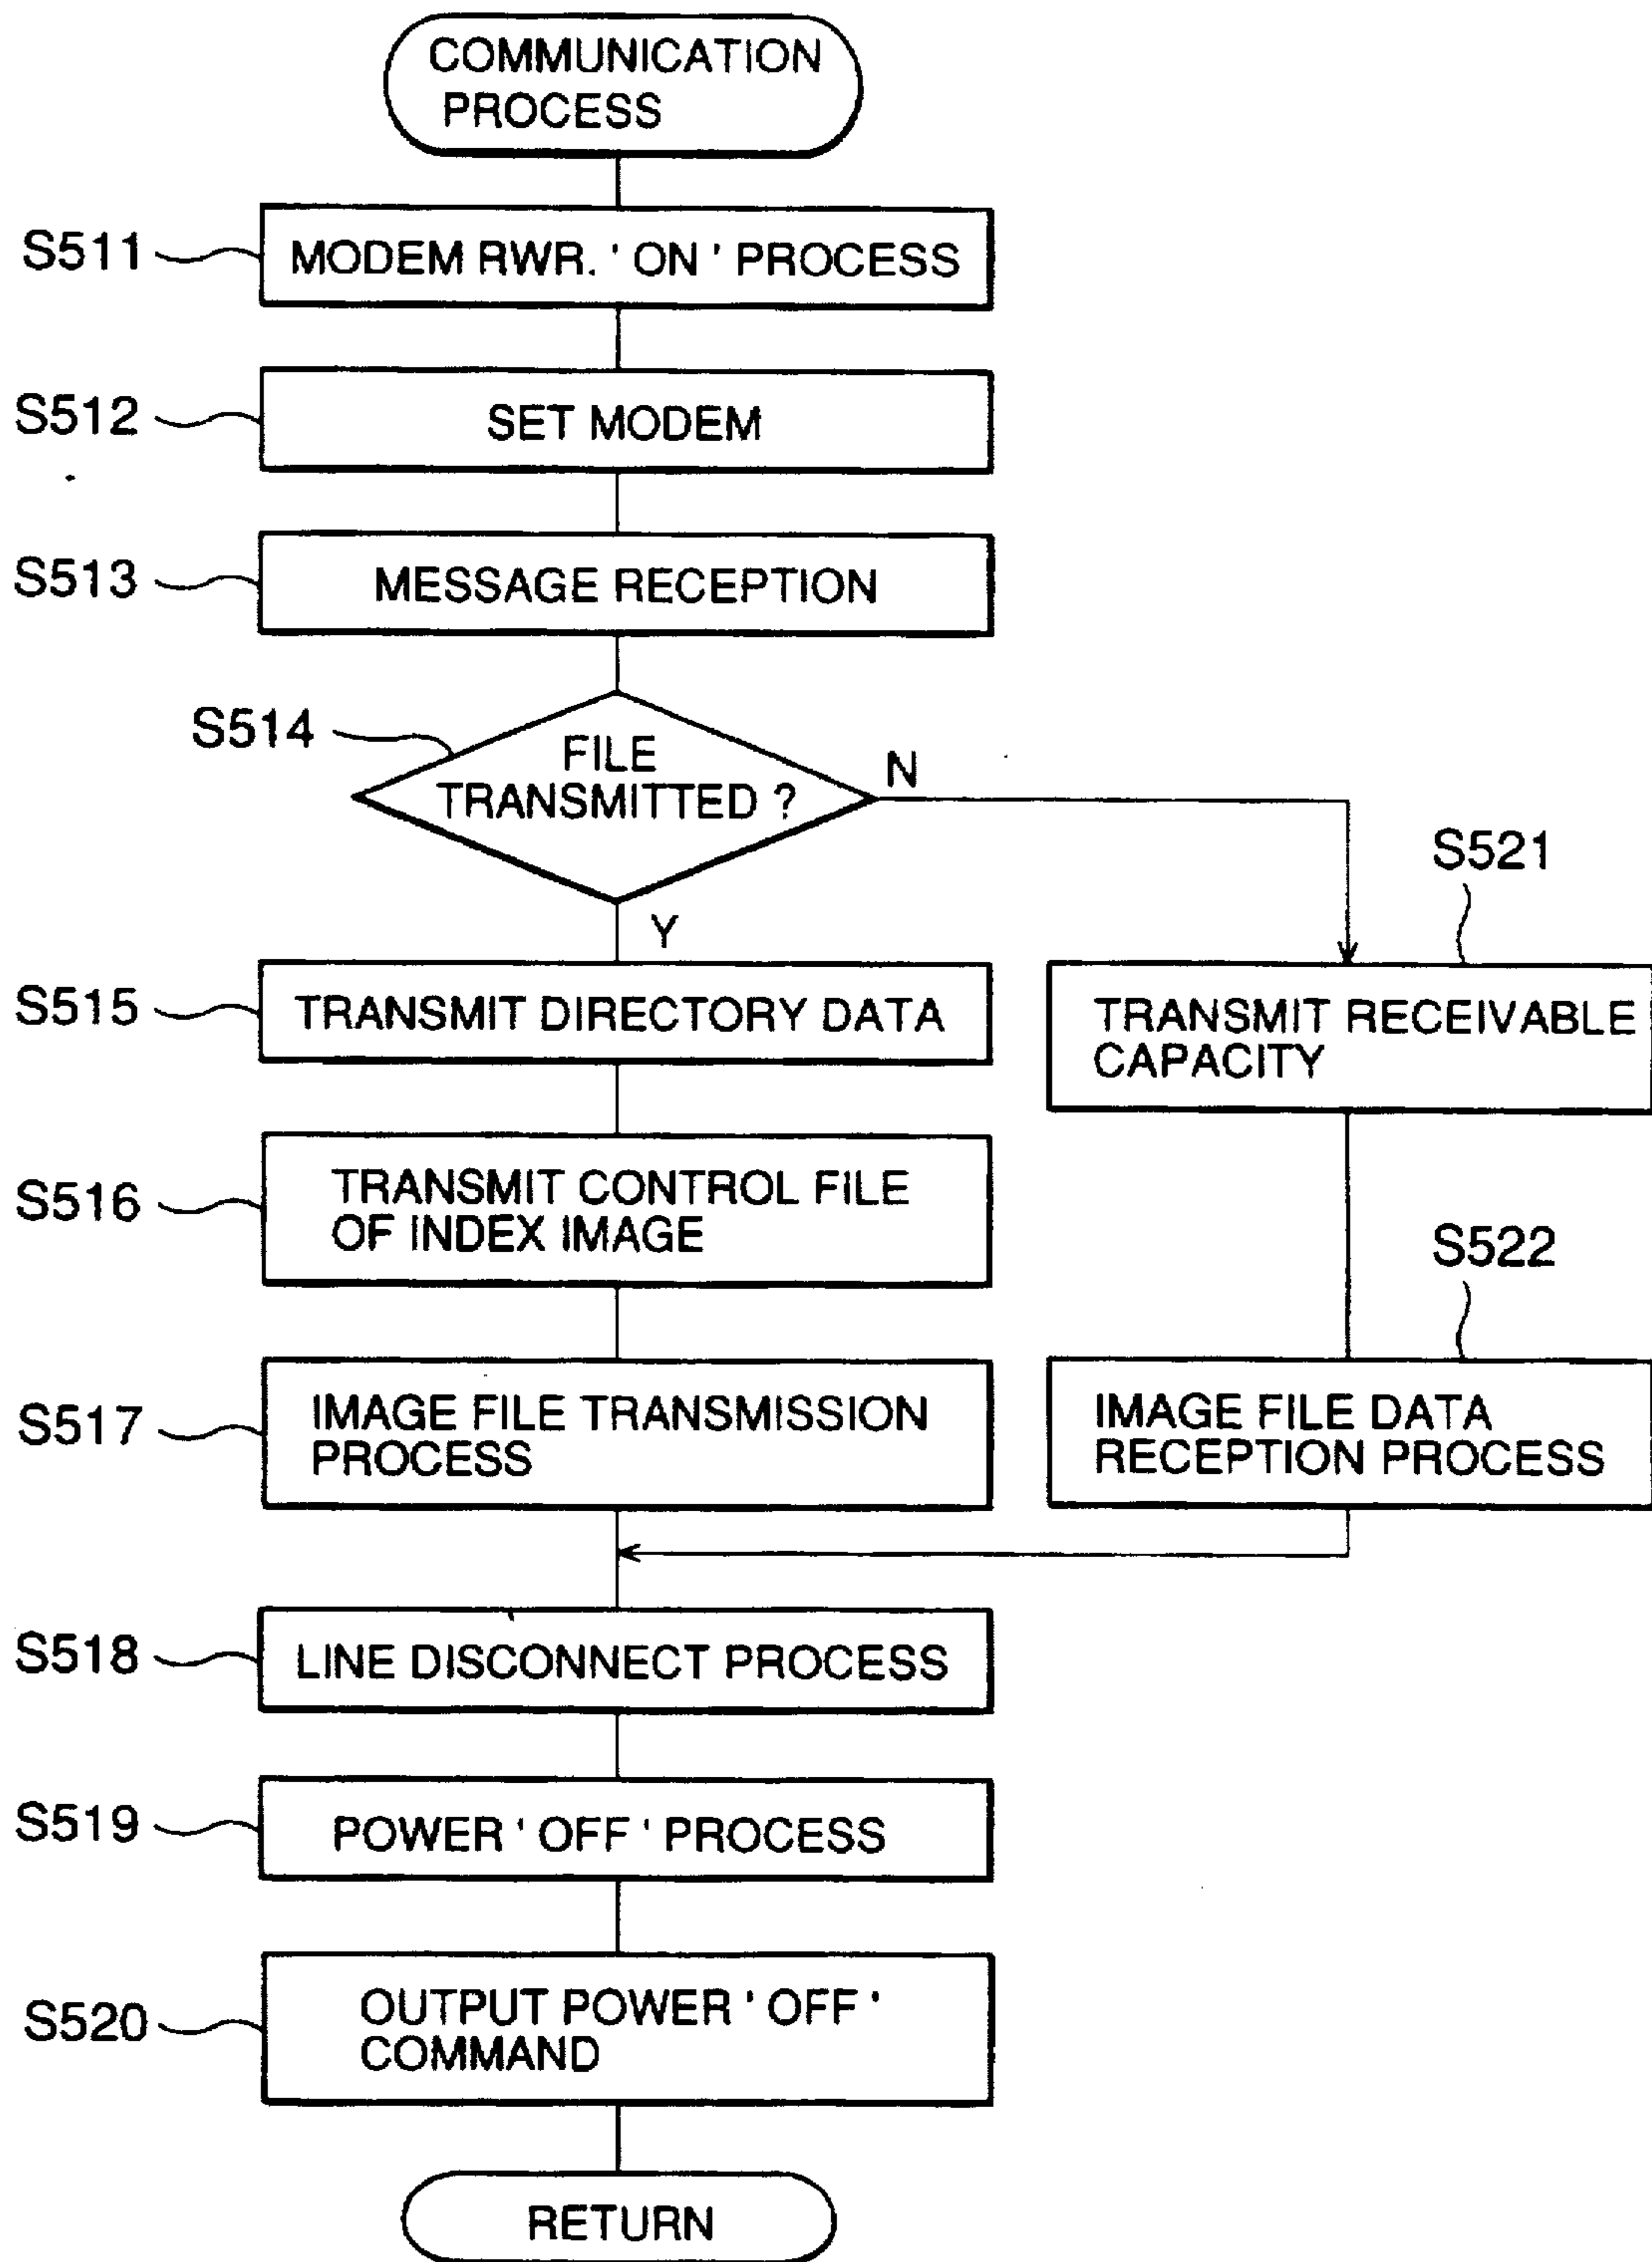 COMMUNICATION
PROCESS
S511
MODEM RWR. ' ON ' PROCESS
S512
SET MODEM
S513
MESSAGE RECEPTION
S514
FILE
TRANSMITTED ?
N
Y
S515
TRANSMIT DIRECTORY DATA
S516
TRANSMIT CONTROL FILE
OF INDEX IMAGE
S517
IMAGE FILE TRANSMISSION
PROCESS
S521
TRANSMIT RECEIVABLE
CAPACITY
S522
IMAGE FILE DATA
RECEPTION PROCESS
S518
LINE DISCONNECT PROCESS
S519
POWER ' OFF ' PROCESS
S520
OUTPUT POWER ' OFF '
COMMAND
RETURN